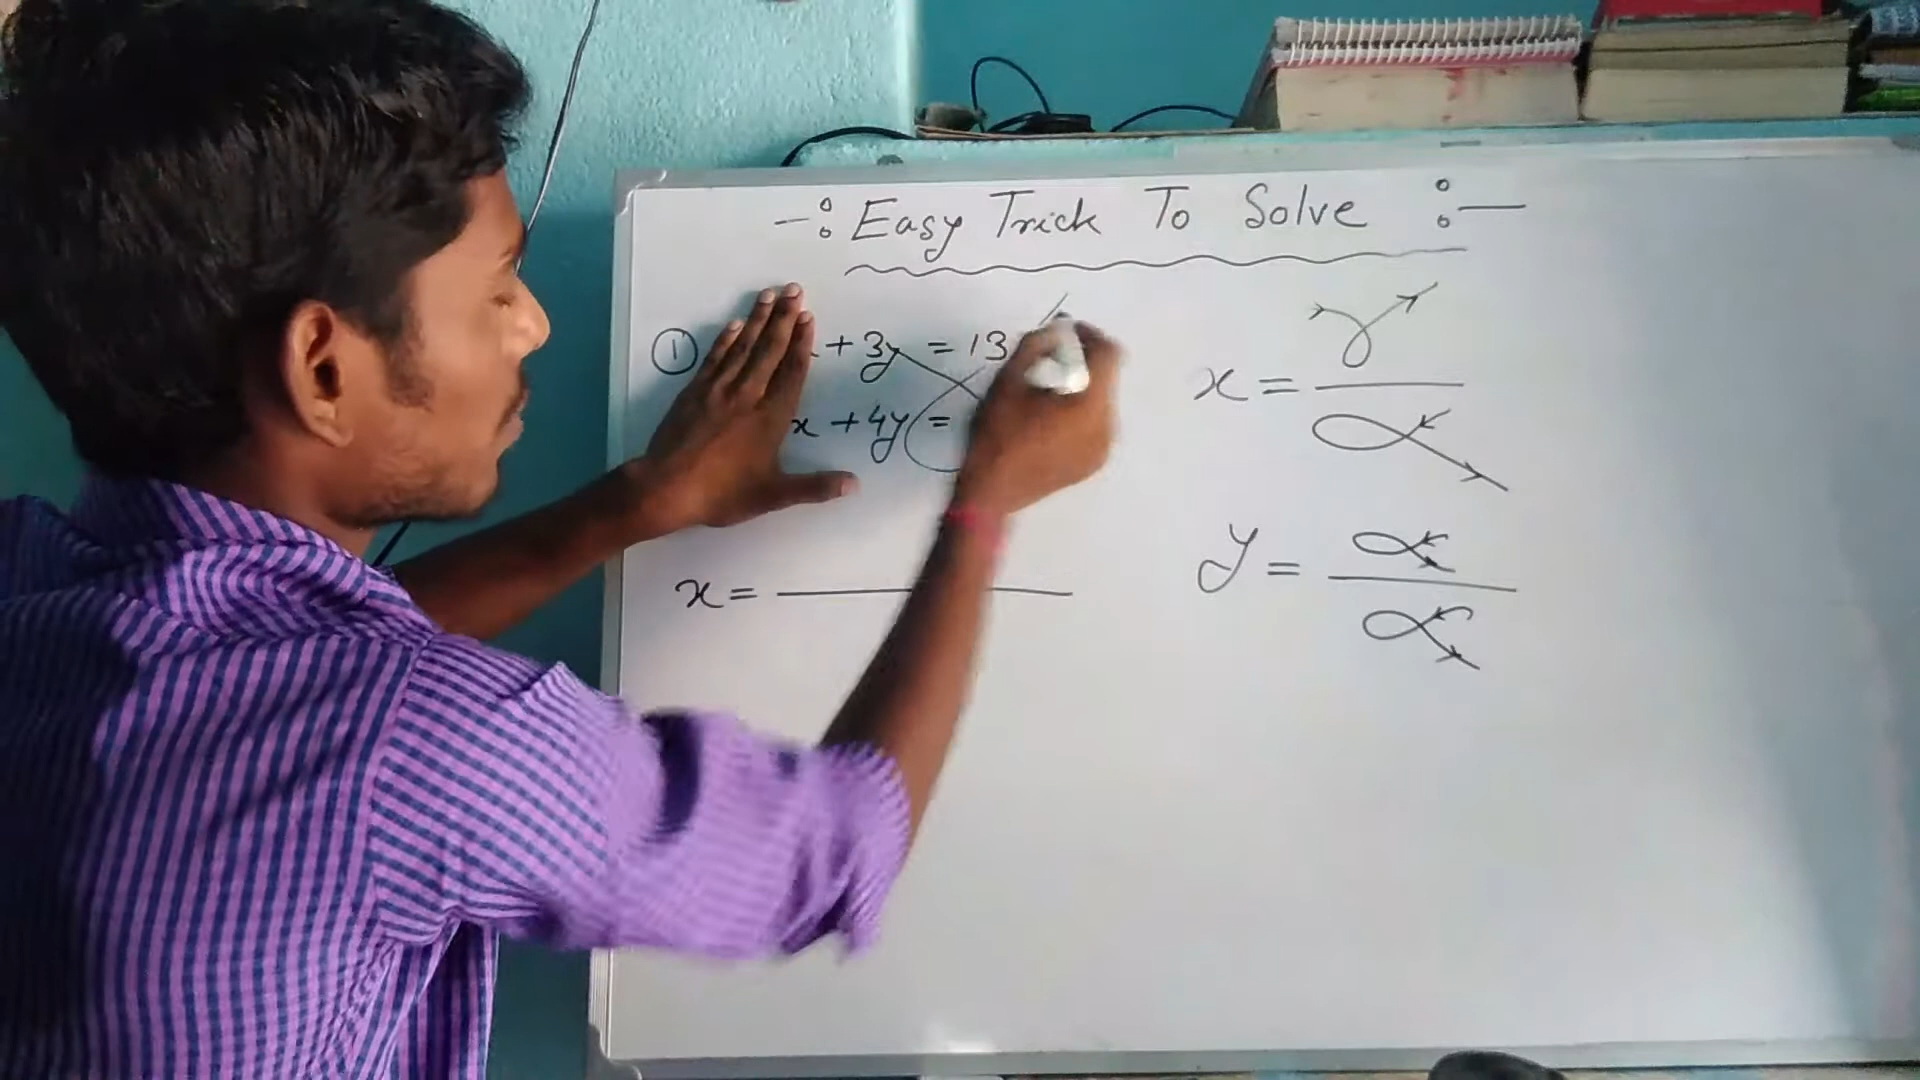 -: Easy Trick To Solve :-
① x + 3y = 13
x + 4y =
x =
x =
y =